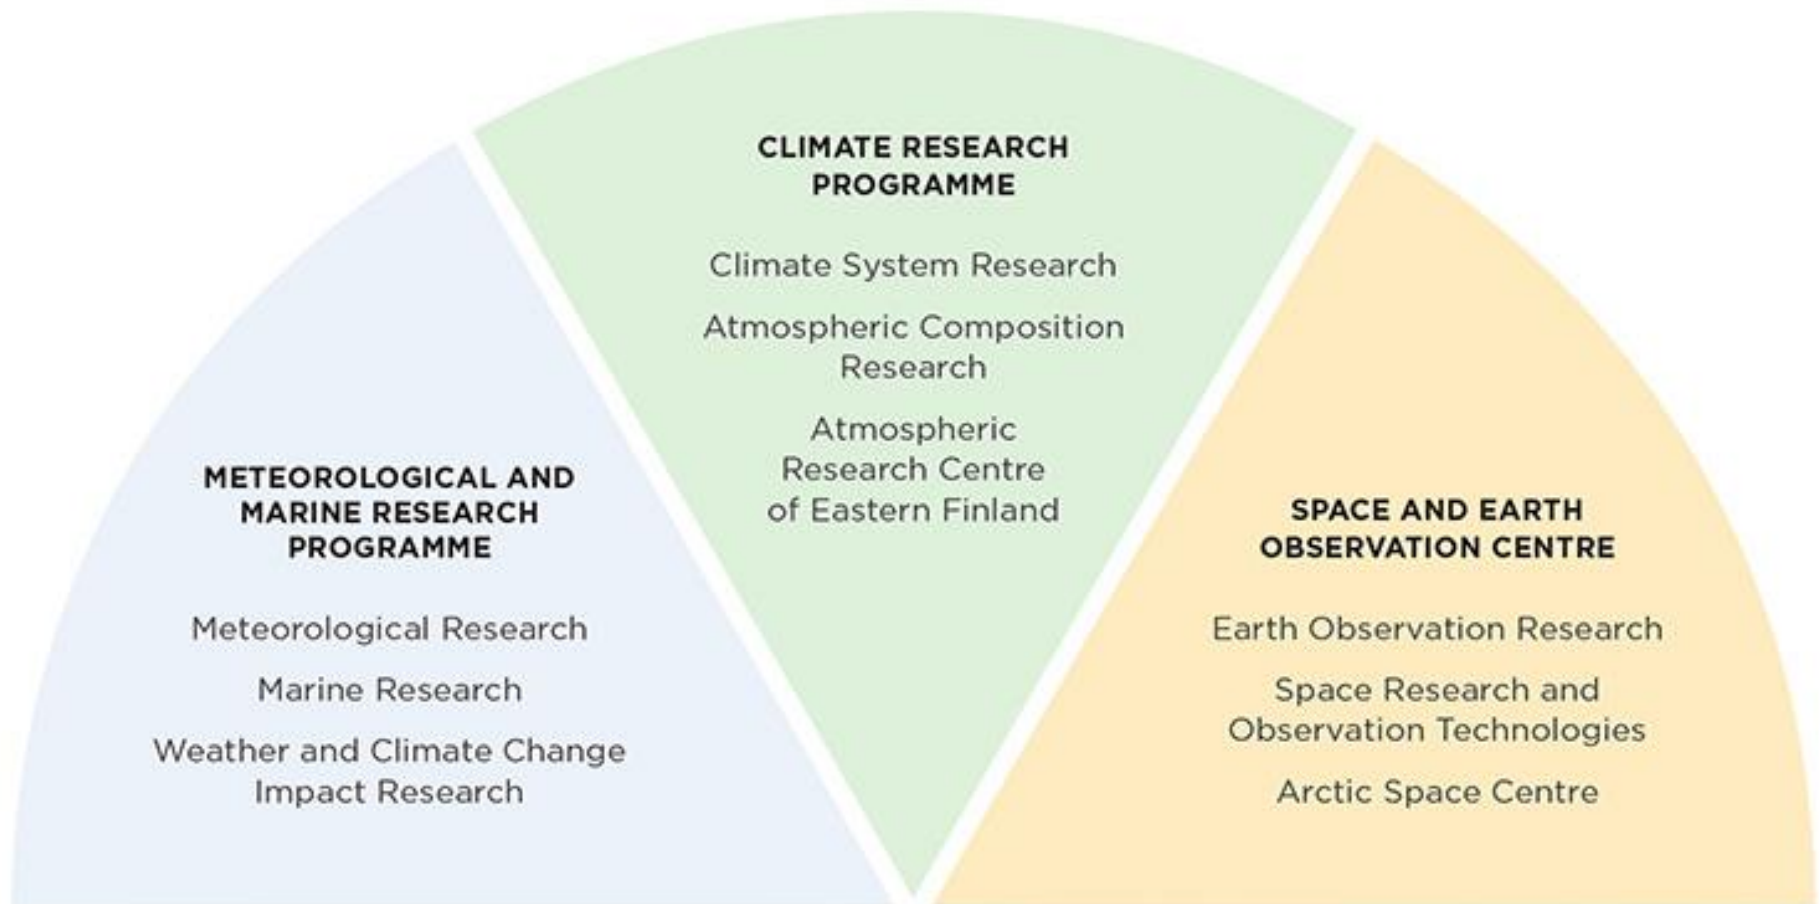 METEOROLOGICAL AND
MARINE RESEARCH
PROGRAMME
Meteorological Research
Marine Research
Weather and Climate Change
Impact Research
CLIMATE RESEARCH
PROGRAMME
Climate System Research
Atmospheric Composition
Research
Atmospheric
Research Centre
of Eastern Finland
SPACE AND EARTH
OBSERVATION CENTRE
Earth Observation Research
Space Research and
Observation Technologies
Arctic Space Centre